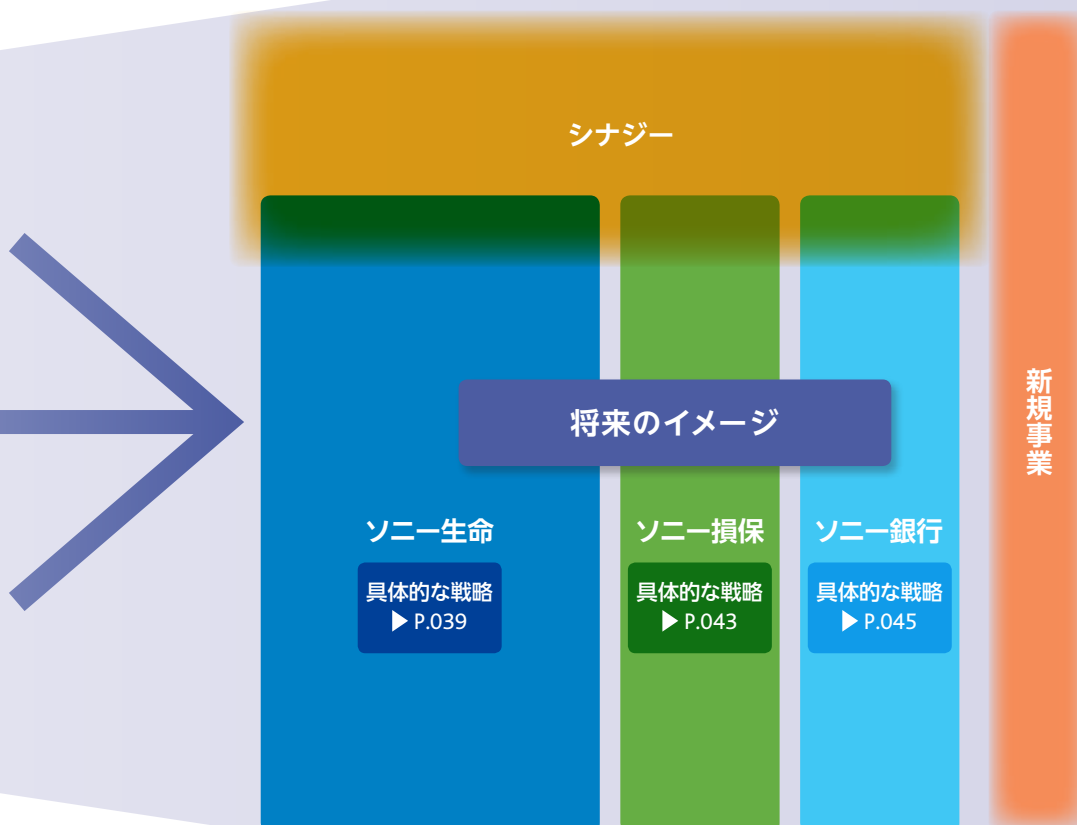 シナジー
将来のイメージ
ソニー生命
具体的な戦略
▶ P.039
ソニー損保
具体的な戦略
▶ P.043
ソニー銀行
具体的な戦略
▶ P.045
新規事業